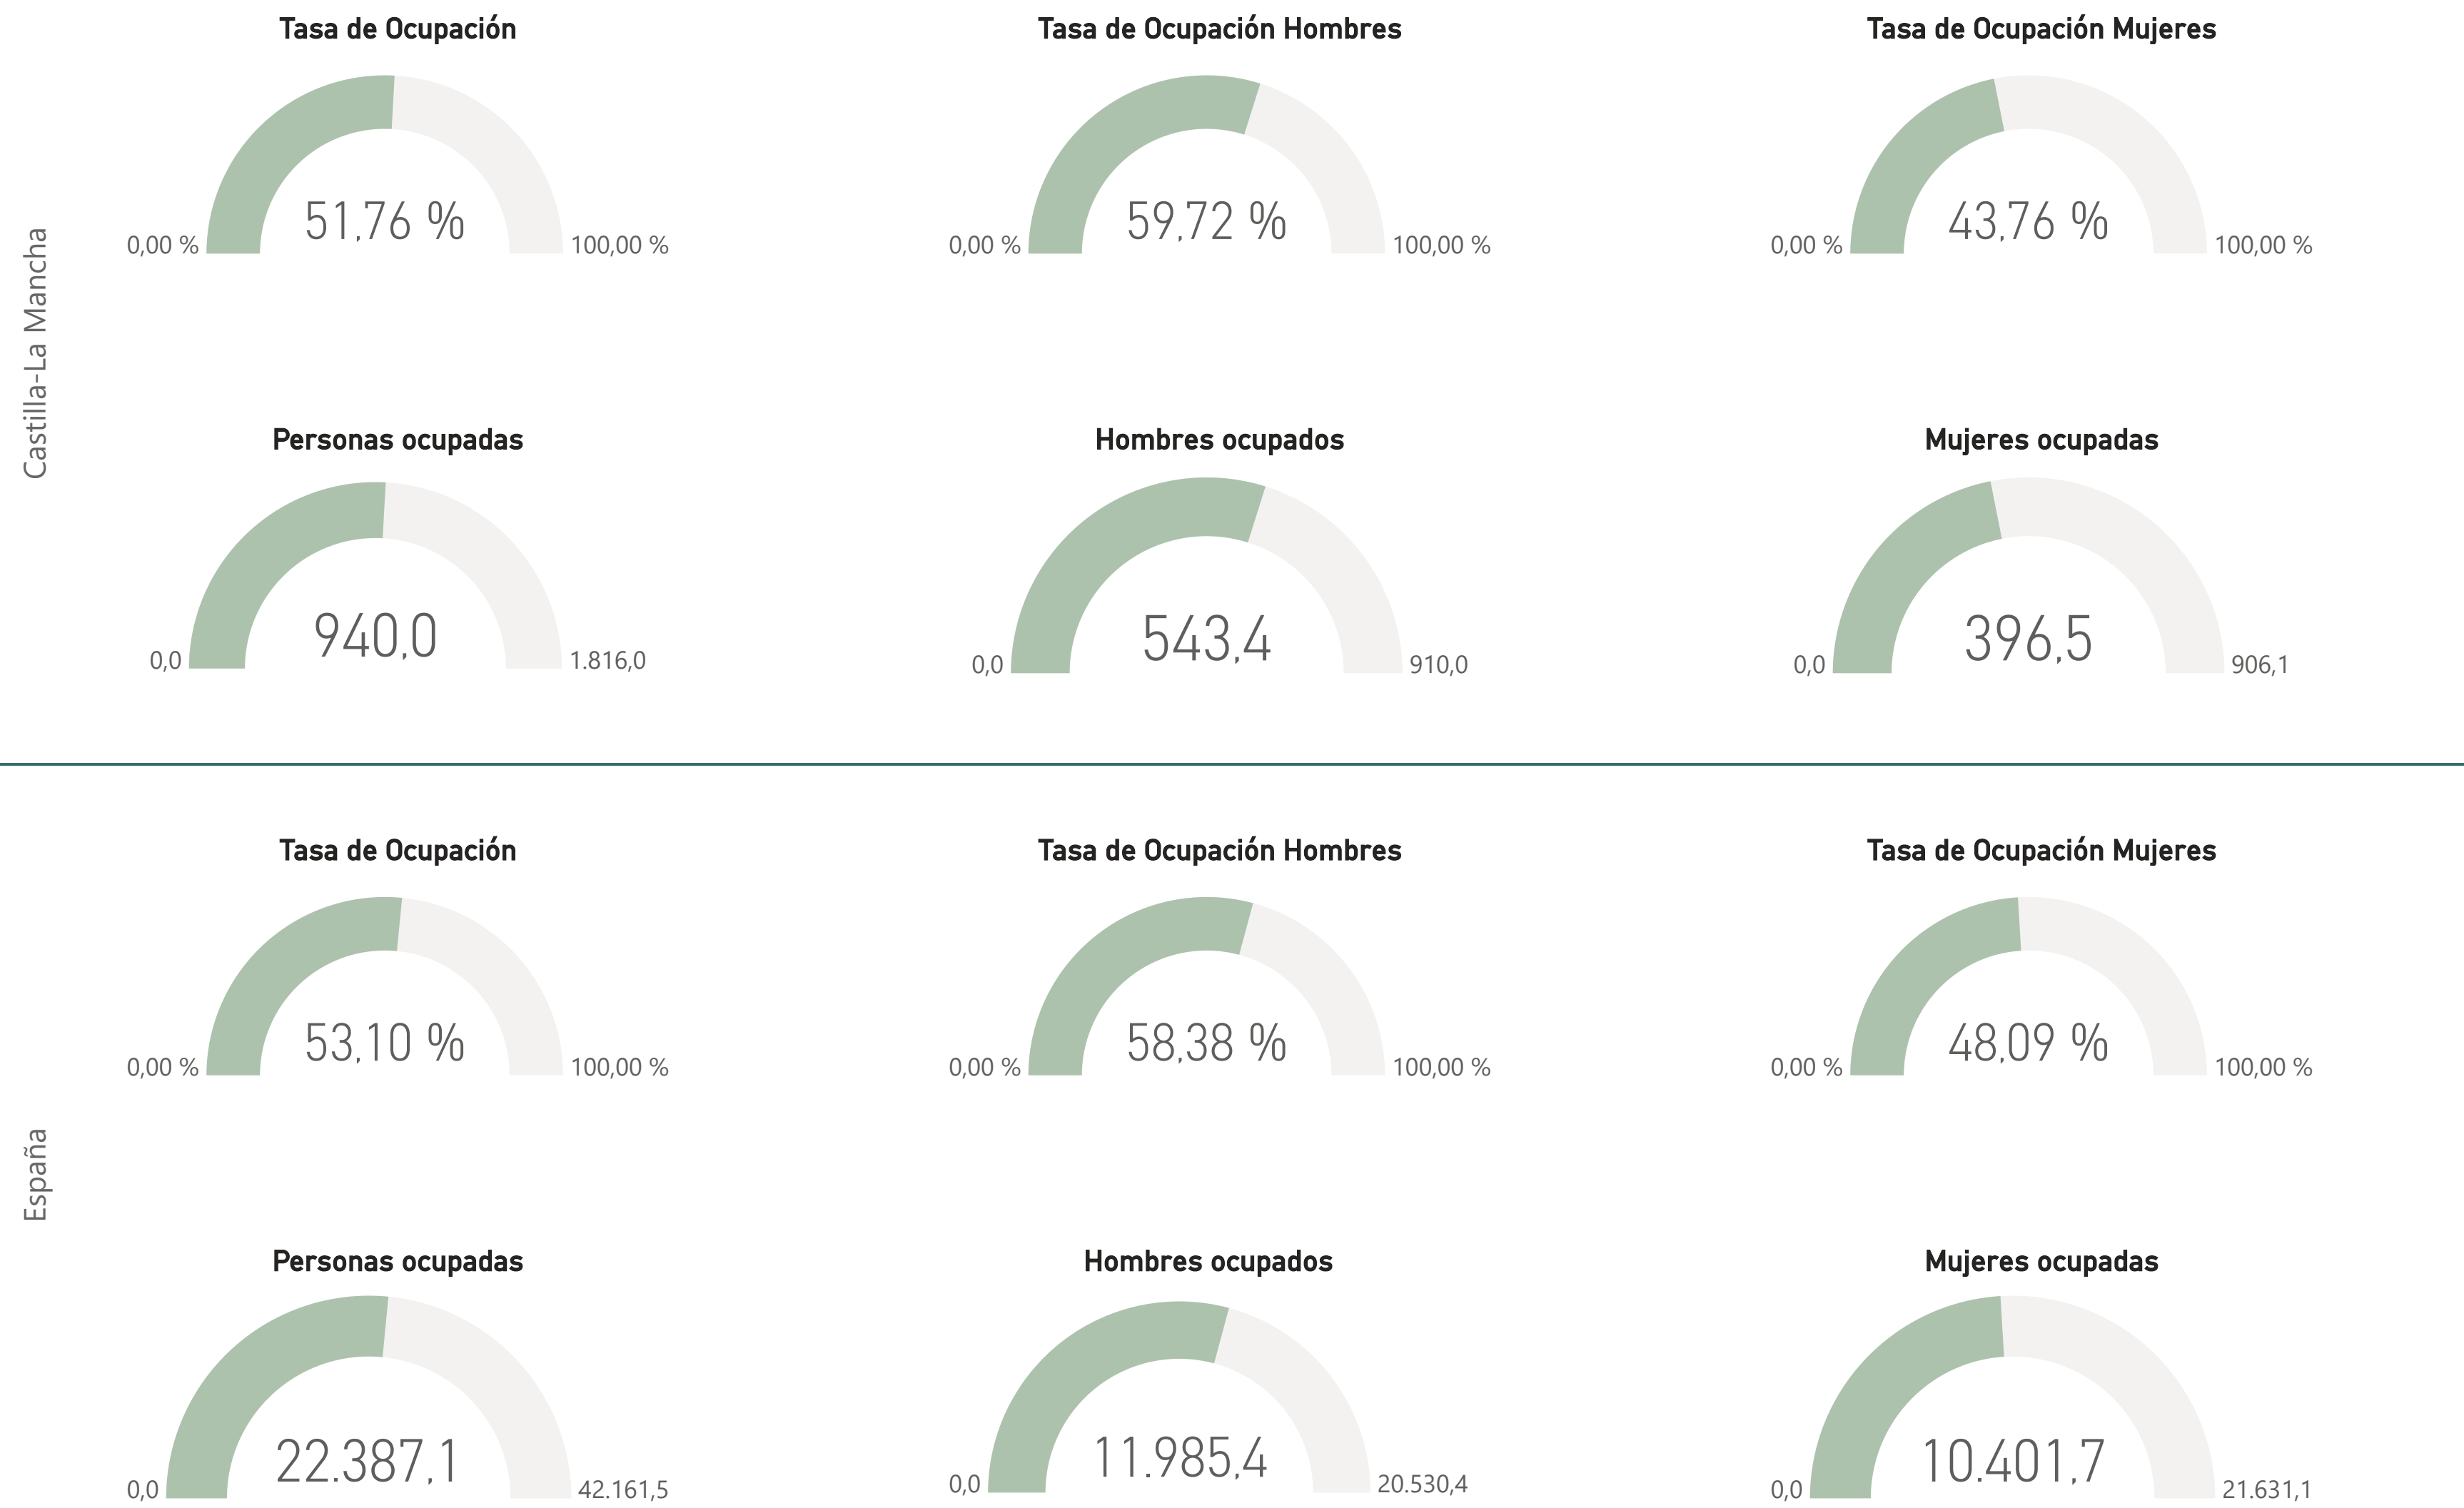 Castilla-La Mancha
Tasa de Ocupación
51,76 %
0,00 %
100,00 %
Tasa de Ocupación Hombres
59,72 %
0,00 %
100,00 %
Tasa de Ocupación Mujeres
43,76 %
0,00 %
100,00 %
Personas ocupadas
940,0
0,0
1.816,0
Hombres ocupados
543,4
0,0
910,0
Mujeres ocupadas
396,5
0,0
906,1
España
Tasa de Ocupación
53,10 %
0,00 %
100,00 %
Tasa de Ocupación Hombres
58,38 %
0,00 %
100,00 %
Tasa de Ocupación Mujeres
48,09 %
0,00 %
100,00 %
Personas ocupadas
22.387,1
0,0
42.161,5
Hombres ocupados
11.985,4
0,0
20.530,4
Mujeres ocupadas
10.401,7
0,0
21.631,1